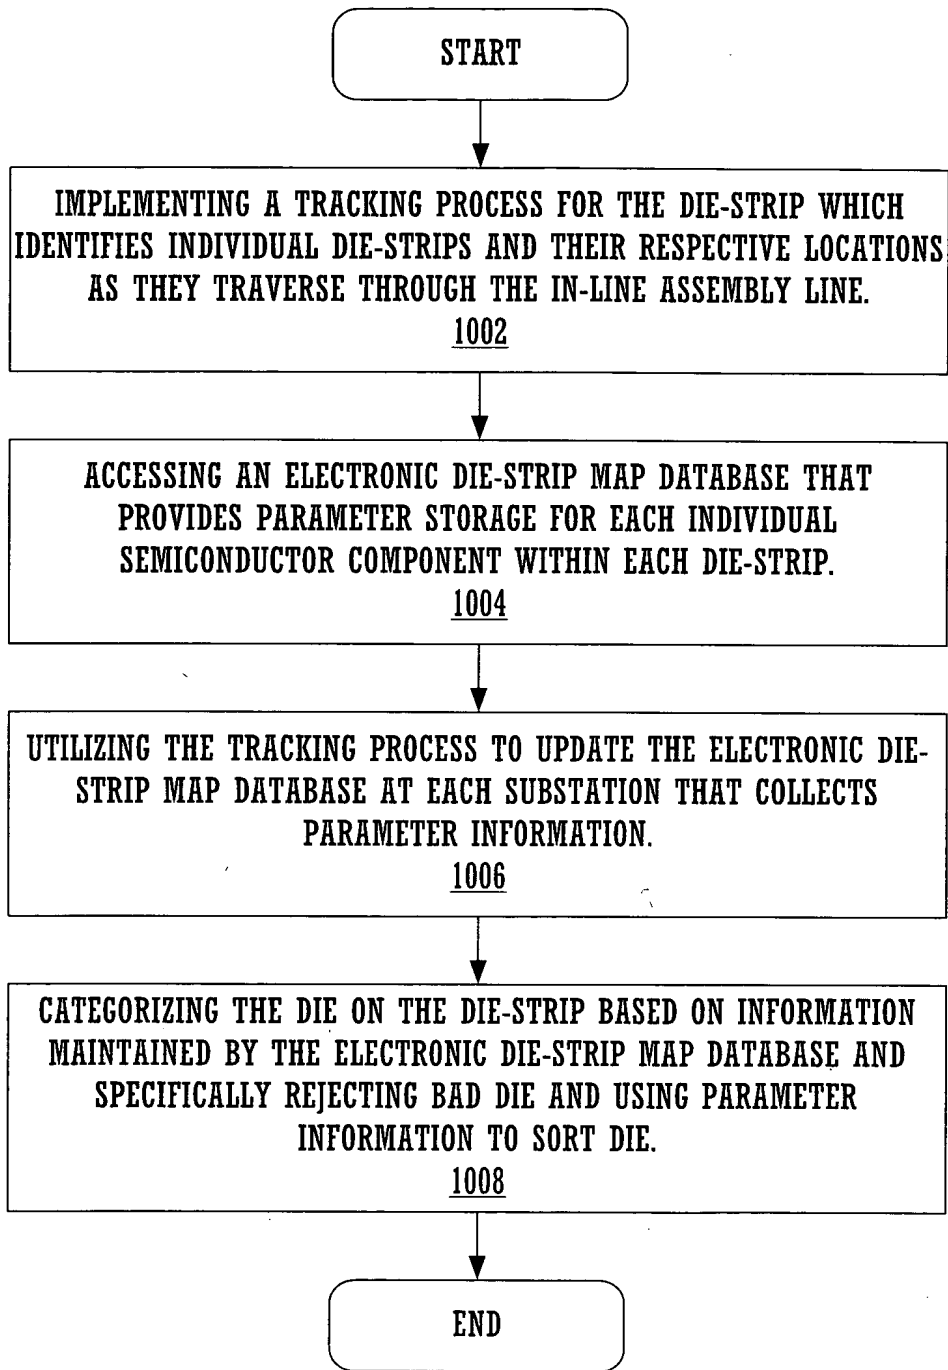 START
IMPLEMENTING A TRACKING PROCESS FOR THE DIE-STRIP WHICH
IDENTIFIES INDIVIDUAL DIE-STRIPS AND THEIR RESPECTIVE LOCATIONS
AS THEY TRAVERSE THROUGH THE IN-LINE ASSEMBLY LINE.
1002
ACCESSING AN ELECTRONIC DIE-STRIP MAP DATABASE THAT
PROVIDES PARAMETER STORAGE FOR EACH INDIVIDUAL
SEMICONDUCTOR COMPONENT WITHIN EACH DIE-STRIP.
1004
UTILIZING THE TRACKING PROCESS TO UPDATE THE ELECTRONIC DIE-
STRIP MAP DATABASE AT EACH SUBSTATION THAT COLLECTS
PARAMETER INFORMATION.
1006
CATEGORIZING THE DIE ON THE DIE-STRIP BASED ON INFORMATION
MAINTAINED BY THE ELECTRONIC DIE-STRIP MAP DATABASE AND
SPECIFICALLY REJECTING BAD DIE AND USING PARAMETER
INFORMATION TO SORT DIE.
1008
END